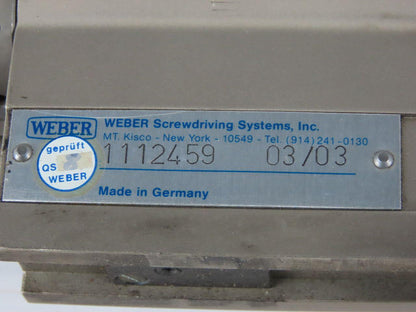 WEBER
WEBER Screwdriving Systems, Inc.
MT. Kisco - New York - 10549 - Tel. (914) 241-0130
geprüft
QS
WEBER
1112459 03/03
Made in Germany